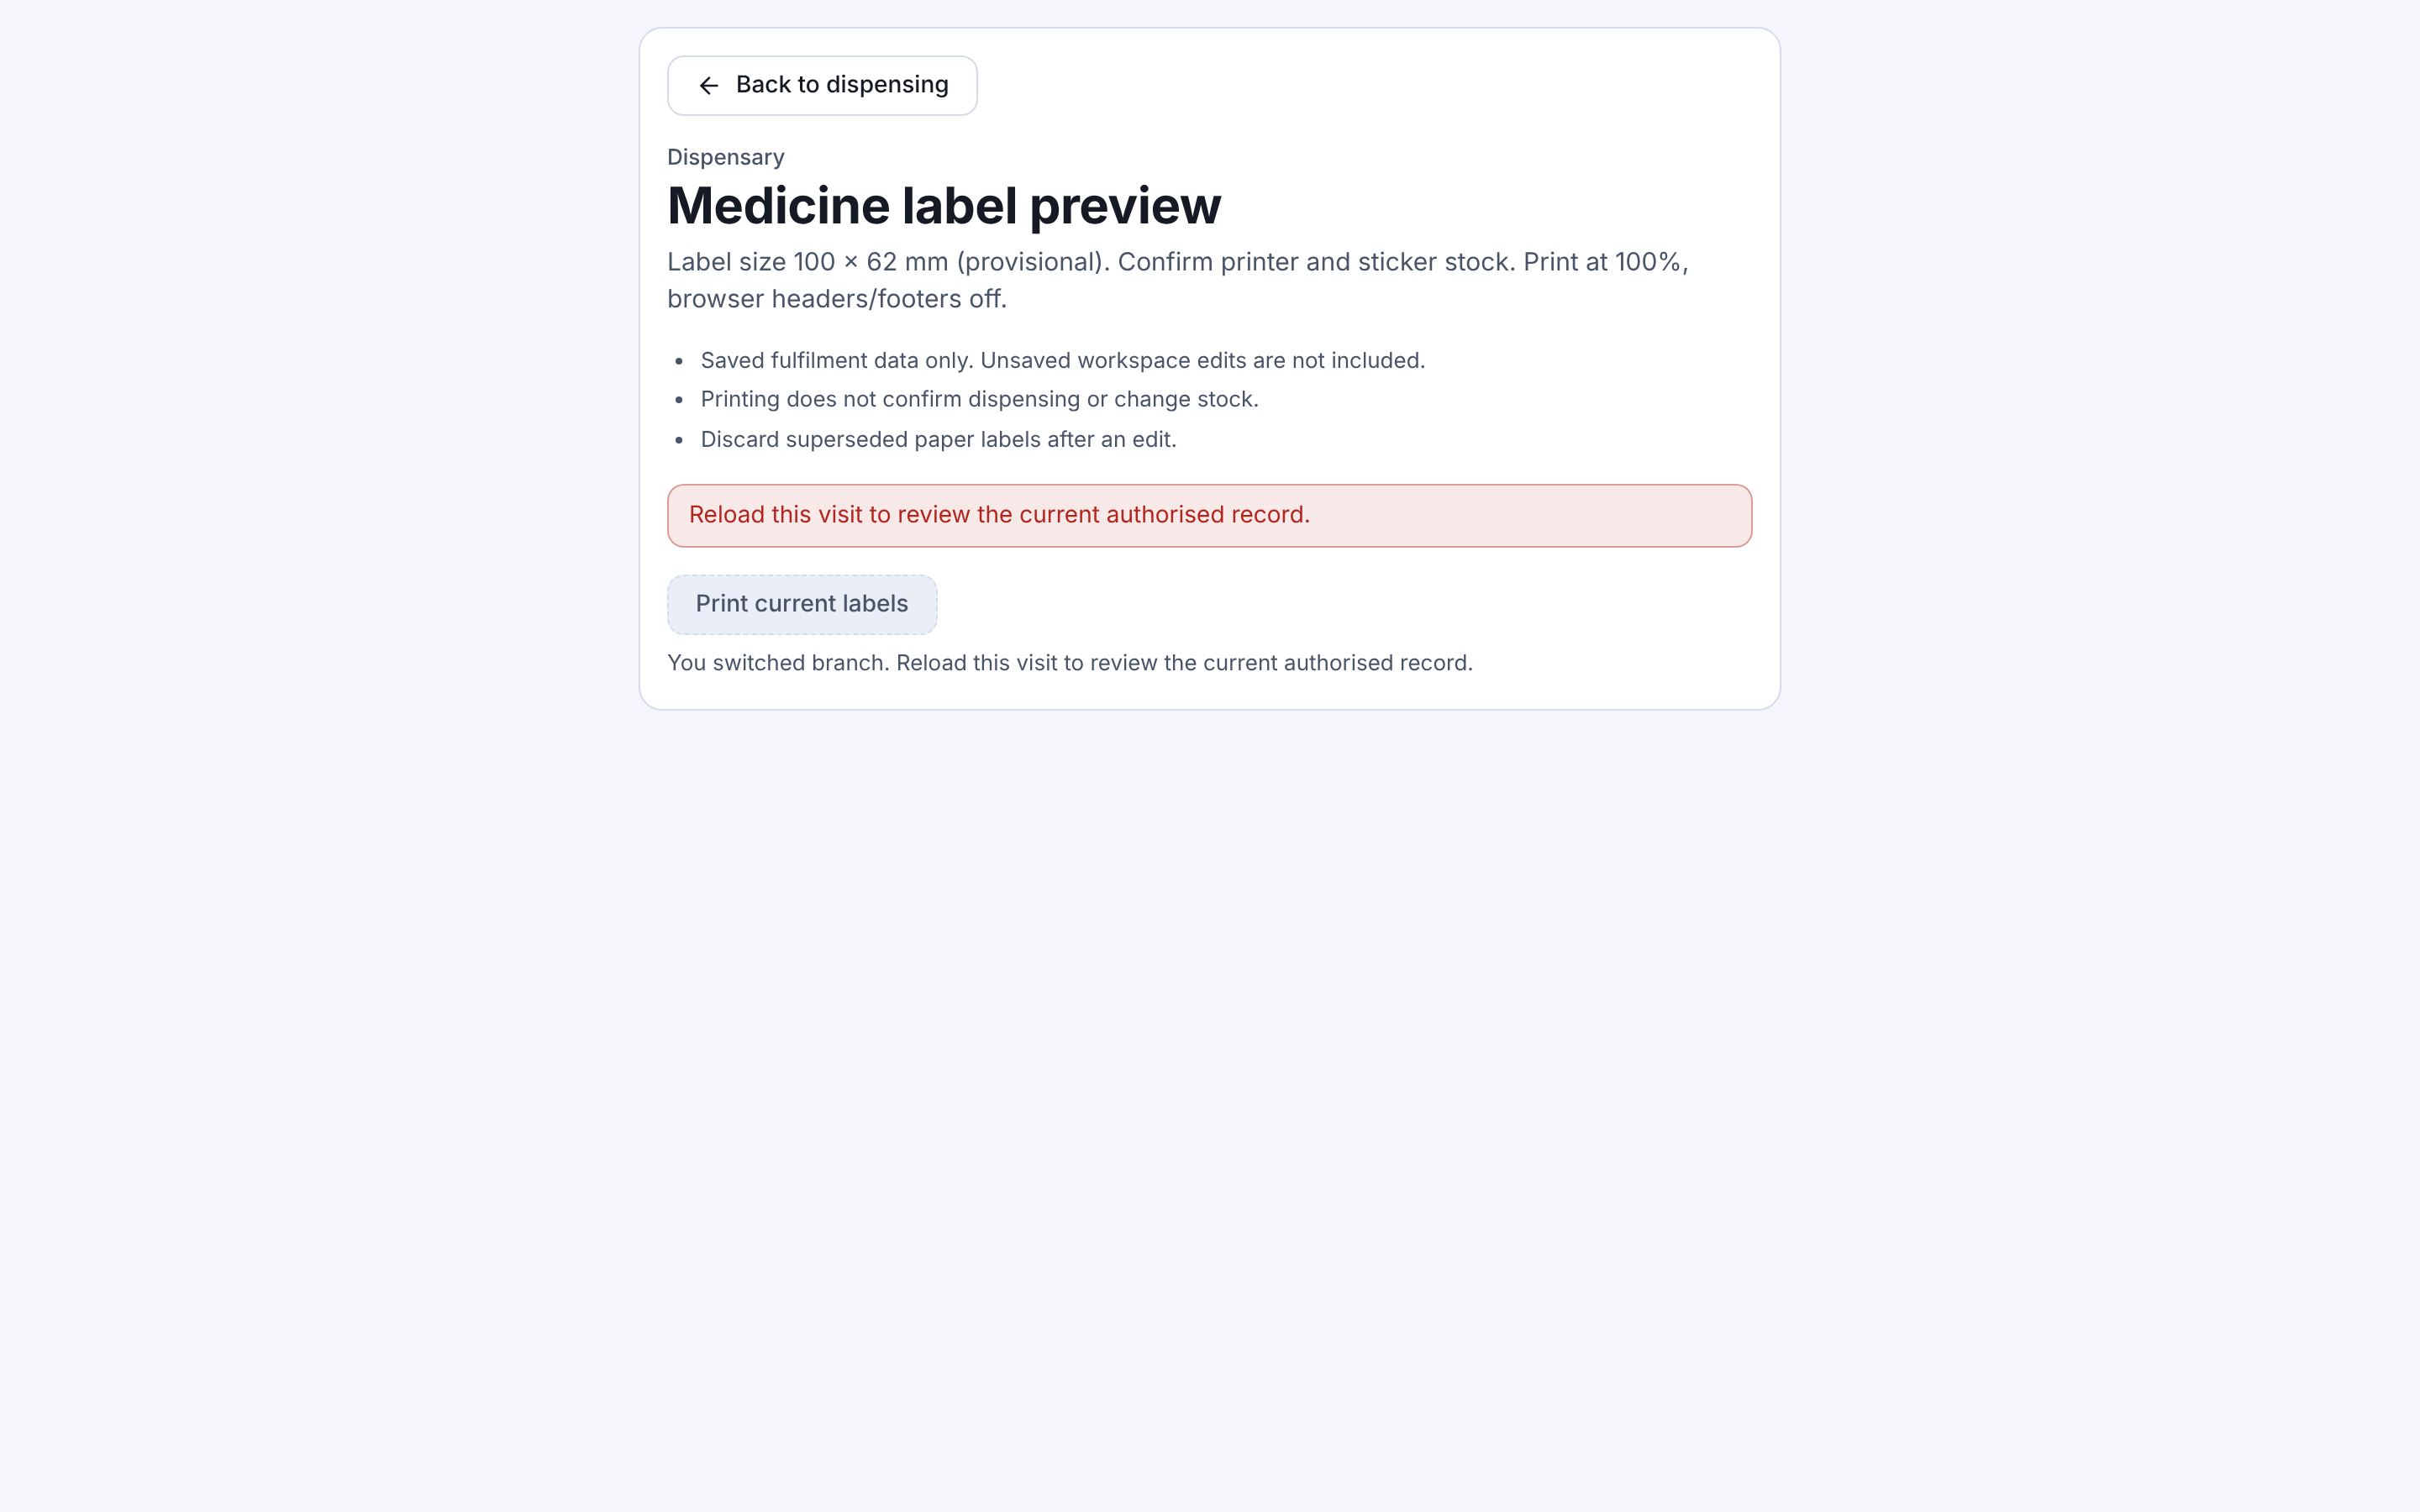 Back to dispensing
Dispensary
Medicine label preview
Label size 100 × 62 mm (provisional). Confirm printer and sticker stock. Print at 100%,
browser headers/footers off.
• Saved fulfilment data only. Unsaved workspace edits are not included.
• Printing does not confirm dispensing or change stock.
• Discard superseded paper labels after an edit.
Reload this visit to review the current authorised record.
Print current labels
You switched branch. Reload this visit to review the current authorised record.